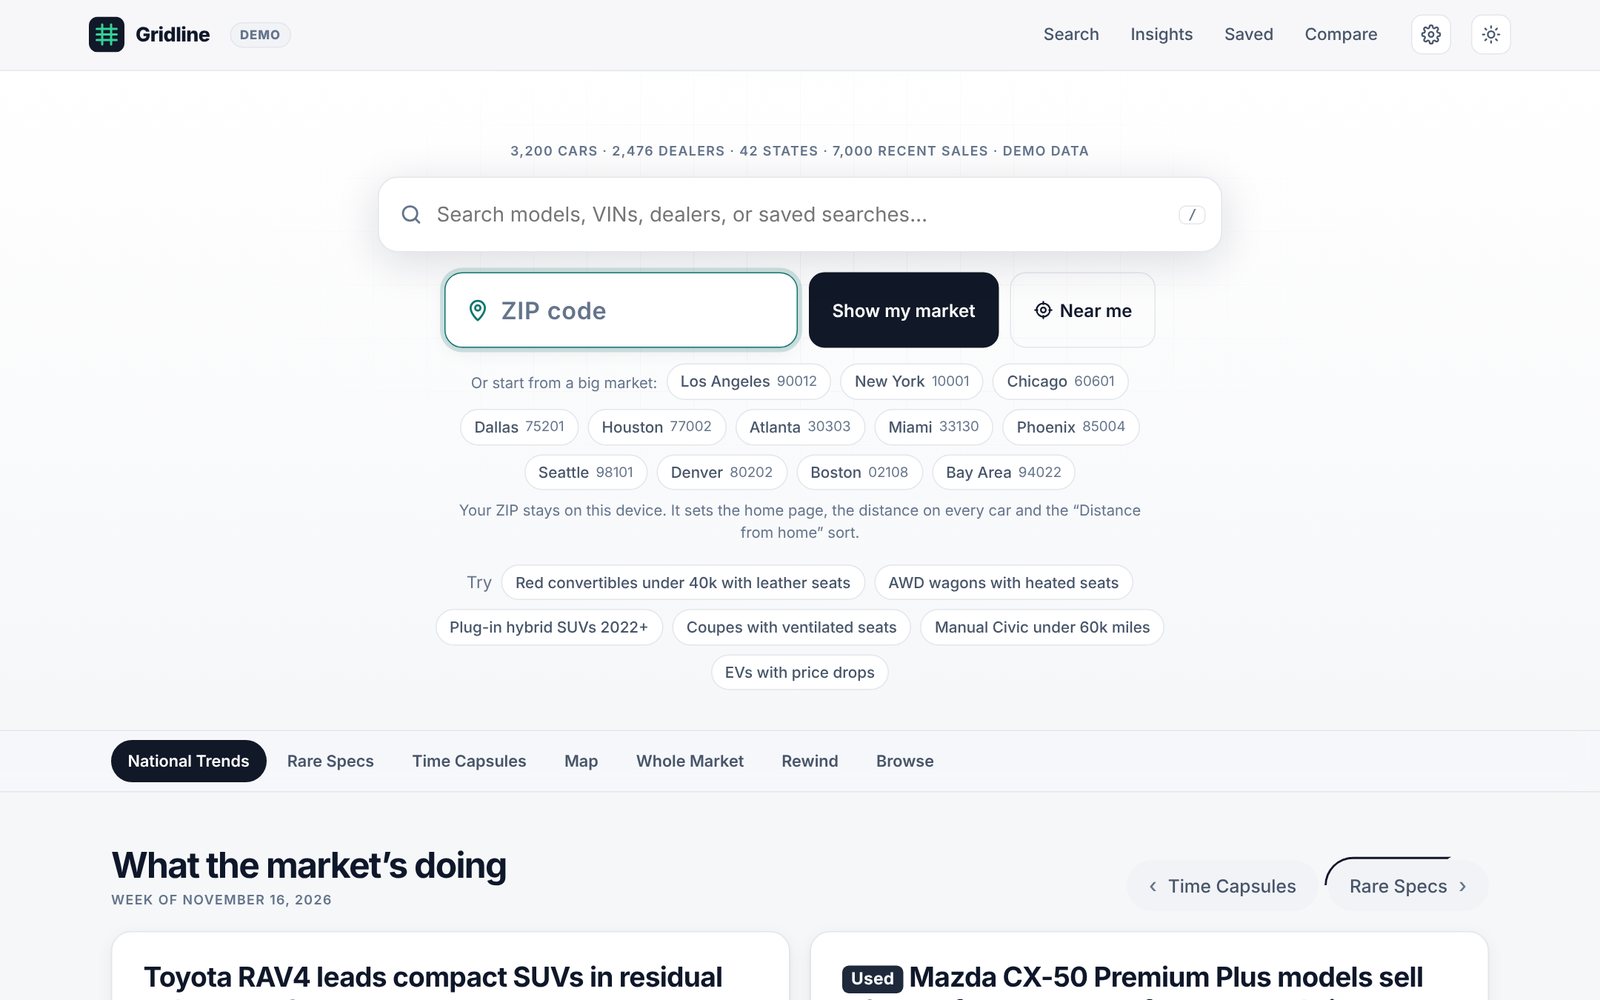 Gridline DEMO Search Insights Saved Compare
3,200 CARS · 2,476 DEALERS · 42 STATES · 7,000 RECENT SALES · DEMO DATA
Search models, VINs, dealers, or saved searches... /
ZIP code Show my market Near me
Or start from a big market: Los Angeles 90012 New York 10001 Chicago 60601
Dallas 75201 Houston 77002 Atlanta 30303 Miami 33130 Phoenix 85004
Seattle 98101 Denver 80202 Boston 02108 Bay Area 94022
Your ZIP stays on this device. It sets the home page, the distance on every car and the “Distance
from home” sort.
Try Red convertibles under 40k with leather seats AWD wagons with heated seats
Plug-in hybrid SUVs 2022+ Coupes with ventilated seats Manual Civic under 60k miles
EVs with price drops
National Trends Rare Specs Time Capsules Map Whole Market Rewind Browse
What the market’s doing
WEEK OF NOVEMBER 16, 2026
‹ Time Capsules Rare Specs ›
Toyota RAV4 leads compact SUVs in residual
Used Mazda CX-50 Premium Plus models sell